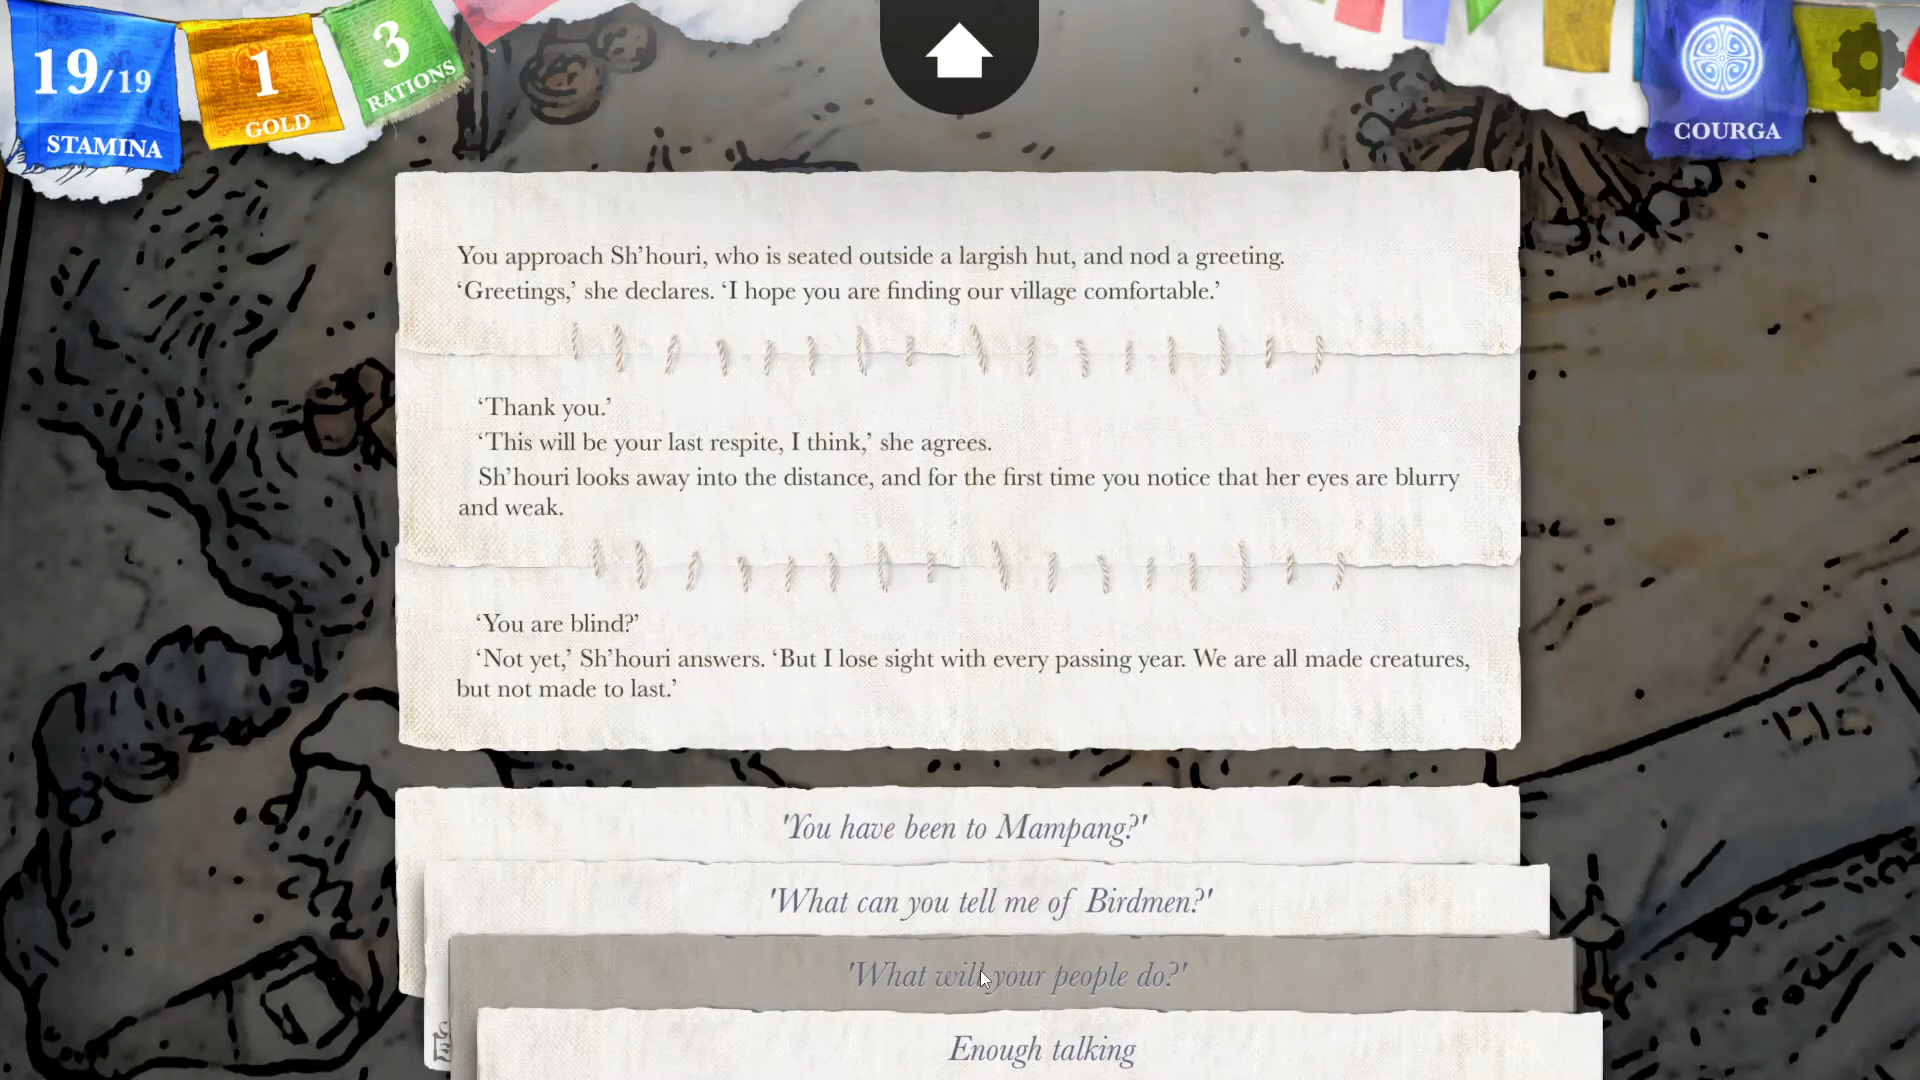 19/19
STAMINA
1
GOLD
3
RATIONS
COURGA
You approach Sh’houri, who is seated outside a largish hut, and nod a greeting.
‘Greetings,’ she declares. ‘I hope you are finding our village comfortable.’
‘Thank you.’
‘This will be your last respite, I think,’ she agrees.
Sh’houri looks away into the distance, and for the first time you notice that her eyes are blurry
and weak.
‘You are blind?’
‘Not yet,’ Sh’houri answers. ‘But I lose sight with every passing year. We are all made creatures,
but not made to last.’
'You have been to Mampang?'
'What can you tell me of Birdmen?'
'What will your people do?'
Enough talking